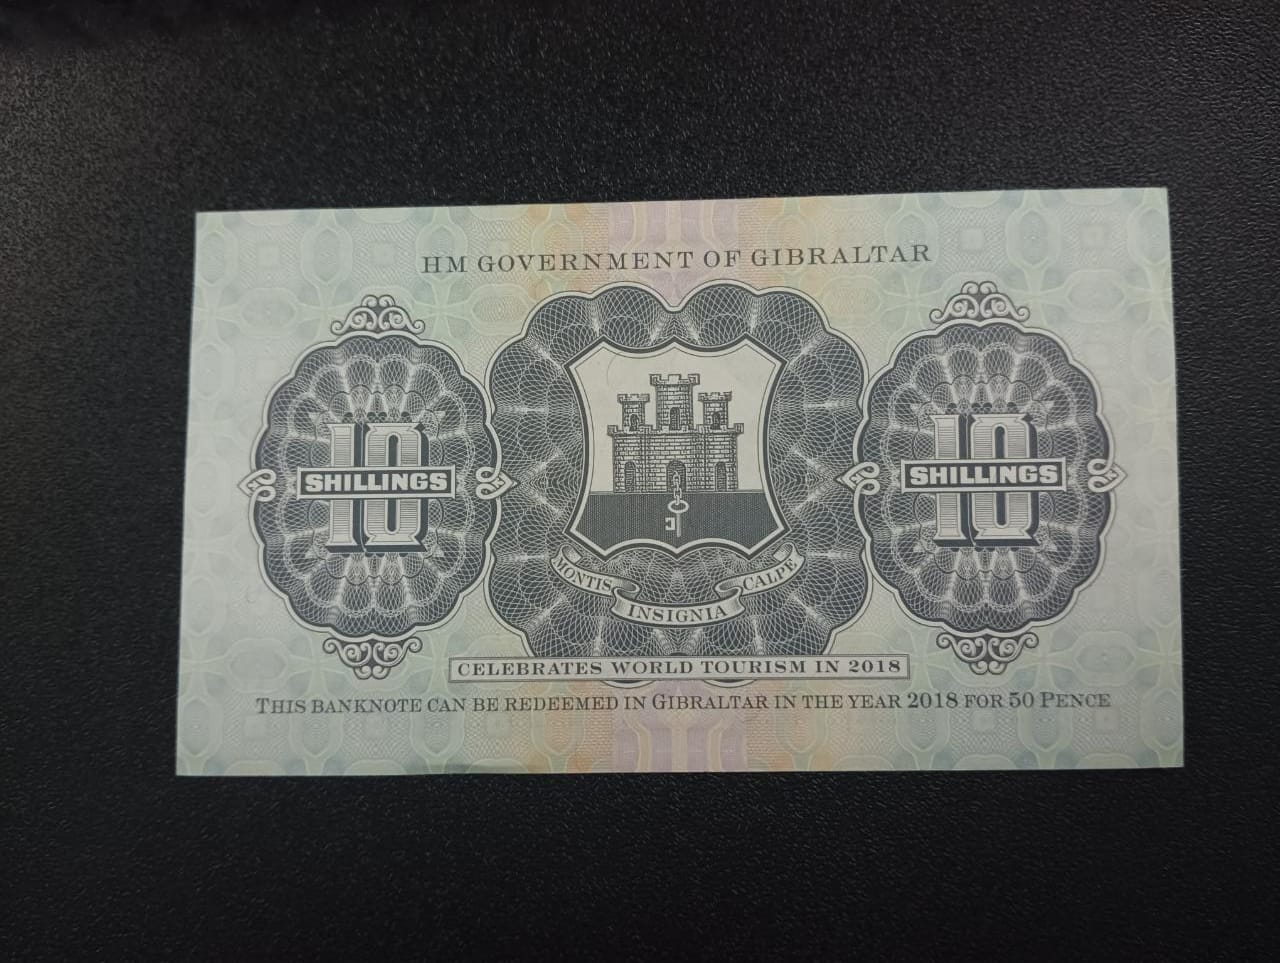 HM GOVERNMENT OF GIBRALTAR
10
SHILLINGS
10
SHILLINGS
MONTIS
INSIGNIA
CALPE
CELEBRATES WORLD TOURISM IN 2018
THIS BANKNOTE CAN BE REDEEMED IN GIBRALTAR IN THE YEAR 2018 FOR 50 PENCE